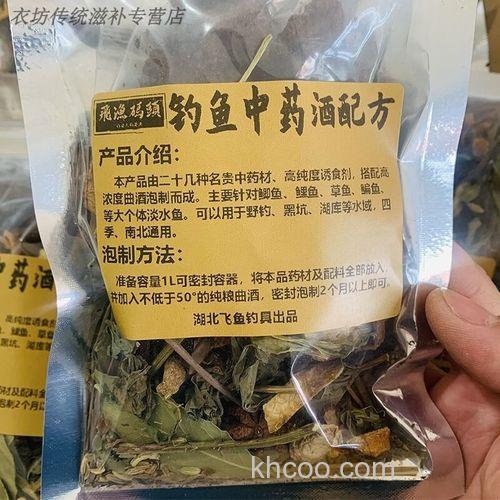 衣坊传统滋补专营店
飛漁碼頭
钓鱼中药酒配方
产品介绍：
本产品由二十几种名贵中药材、高纯度诱食剂，搭配高
浓度曲酒泡制而成。主要针对鲫鱼、鲤鱼、草鱼、鳊鱼、
等大个体淡水鱼。可以用于野钓、黑坑、湖库等水域，四
季、南北通用。
泡制方法：
准备容量1L可密封容器，将本品药材及配料全部放入，
并加入不低于50°的纯粮曲酒，密封泡制2个月以上即可。
湖北飞鱼钓具出品
khcoo.com